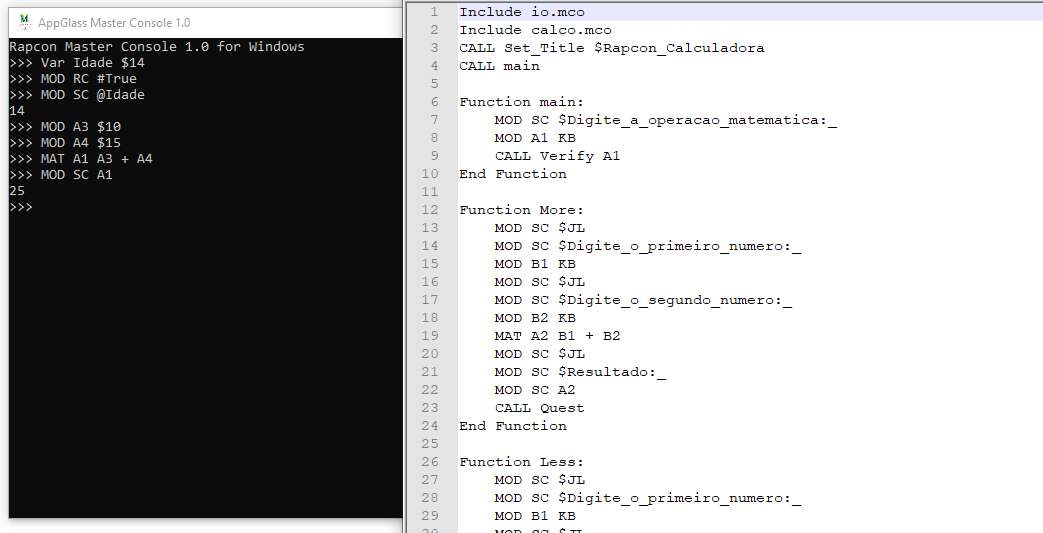 AppGlass Master Console 1.0
Rapcon Master Console 1.0 for Windows
>>> Var Idade $14
>>> MOD RC #True
>>> MOD SC @Idade
14
>>> MOD A3 $10
>>> MOD A4 $15
>>> MAT A1 A3 + A4
>>> MOD SC A1
25
>>>
1 Include io.mco
2 Include calco.mco
3 CALL Set_Title $Rapcon_Calculadora
4 CALL main
5
6 Function main:
7 MOD SC $Digite_a_operacao_matematica:_
8 MOD A1 KB
9 CALL Verify A1
10 End Function
11
12 Function More:
13 MOD SC $JL
14 MOD SC $Digite_o_primeiro_numero:_
15 MOD B1 KB
16 MOD SC $JL
17 MOD SC $Digite_o_segundo_numero:_
18 MOD B2 KB
19 MAT A2 B1 + B2
20 MOD SC $JL
21 MOD SC $Resultado:_
22 MOD SC A2
23 CALL Quest
24 End Function
25
26 Function Less:
27 MOD SC $JL
28 MOD SC $Digite_o_primeiro_numero:_
29 MOD B1 KB